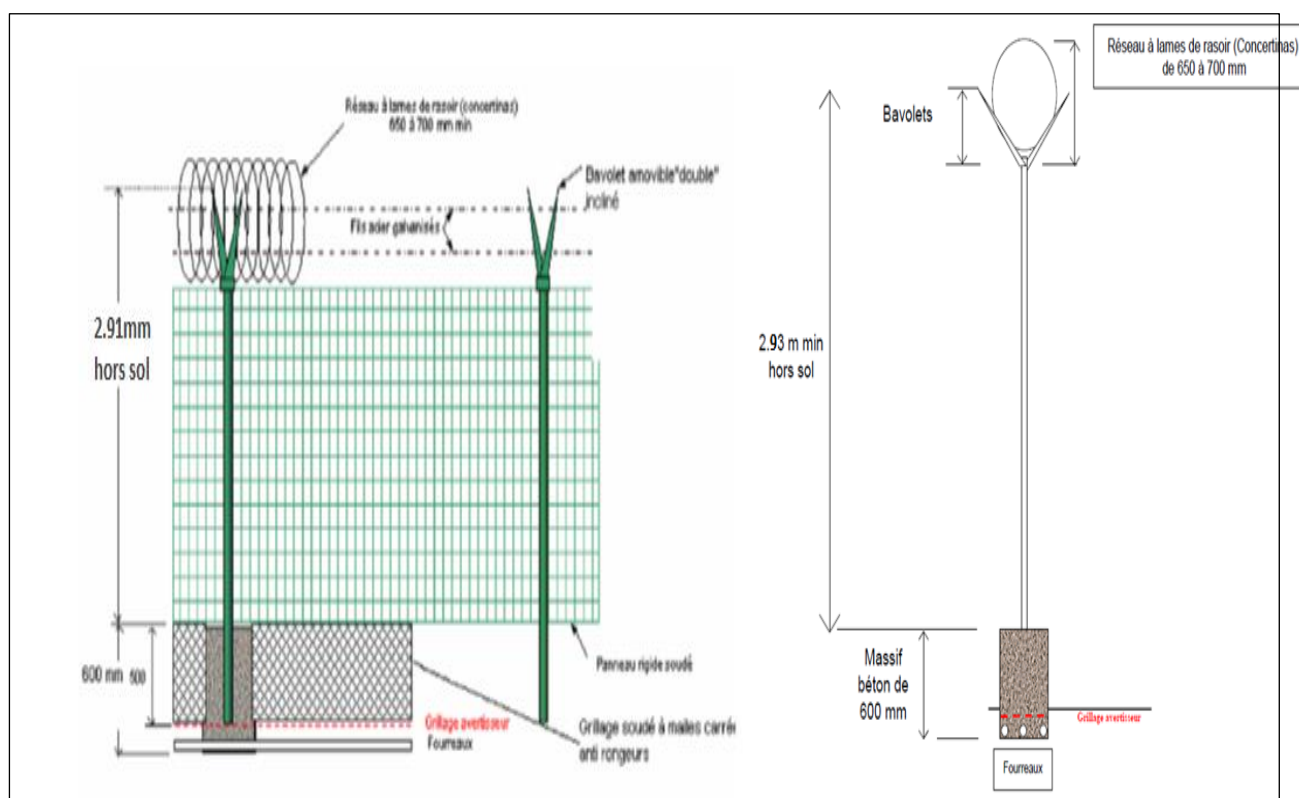 Réseau à lames de rasoir (concertinas)
650 à 700 mm min
Bavolet amovible"double"
incliné
Fils acier galvanisés
2.91mm
hors sol
600 mm
500
Panneau rigide soudé
Grillage avertisseur
Fourreaux
Grillage soudé à mailles carrée
anti rongeurs
Réseau à lames de rasoir (Concertinas)
de 650 à 700 mm
Bavolets
2.93 m min
hors sol
Massif
béton de
600 mm
Grillage avertisseur
Fourreaux